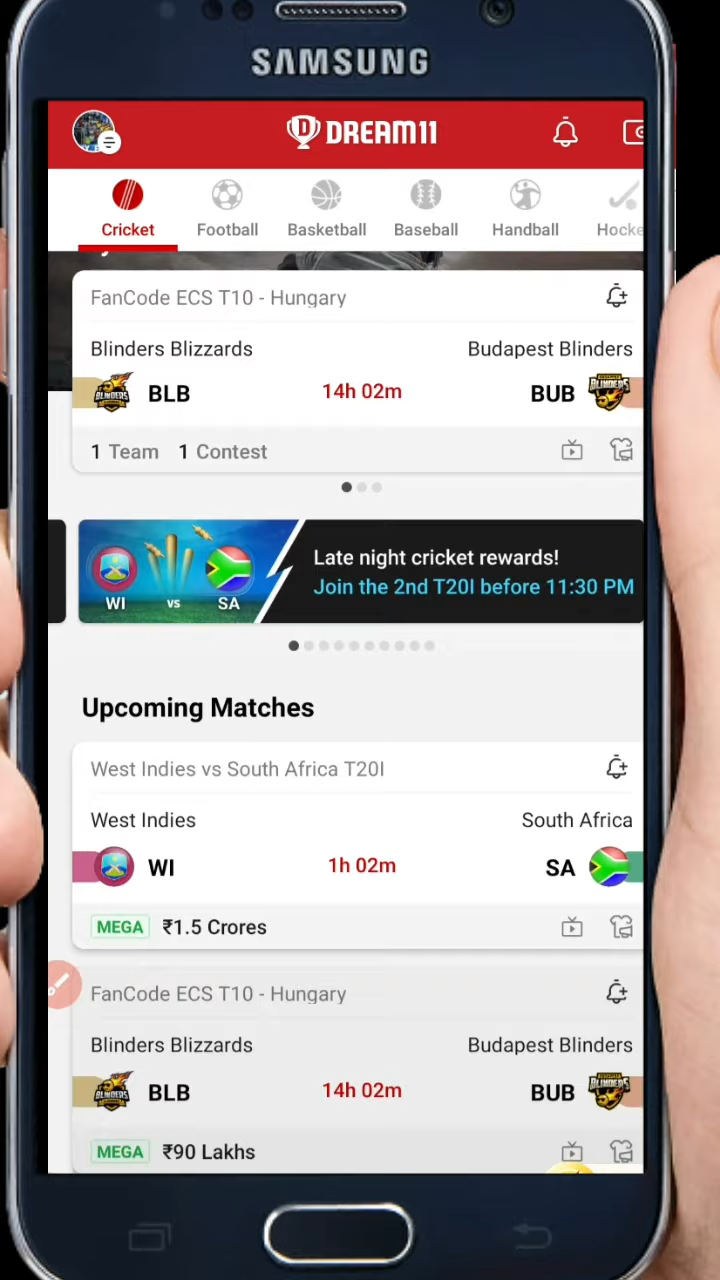 SAMSUNG
DREAM11
Cricket
Football
Basketball
Baseball
Handball
Hocke
FanCode ECS T10 - Hungary
Blinders Blizzards
Budapest Blinders
BLB
14h 02m
BUB
1 Team 1 Contest
WI vs SA
Late night cricket rewards!
Join the 2nd T20I before 11:30 PM
Upcoming Matches
West Indies vs South Africa T20I
West Indies
South Africa
WI
1h 02m
SA
MEGA ₹1.5 Crores
FanCode ECS T10 - Hungary
Blinders Blizzards
Budapest Blinders
BLB
14h 02m
BUB
MEGA ₹90 Lakhs